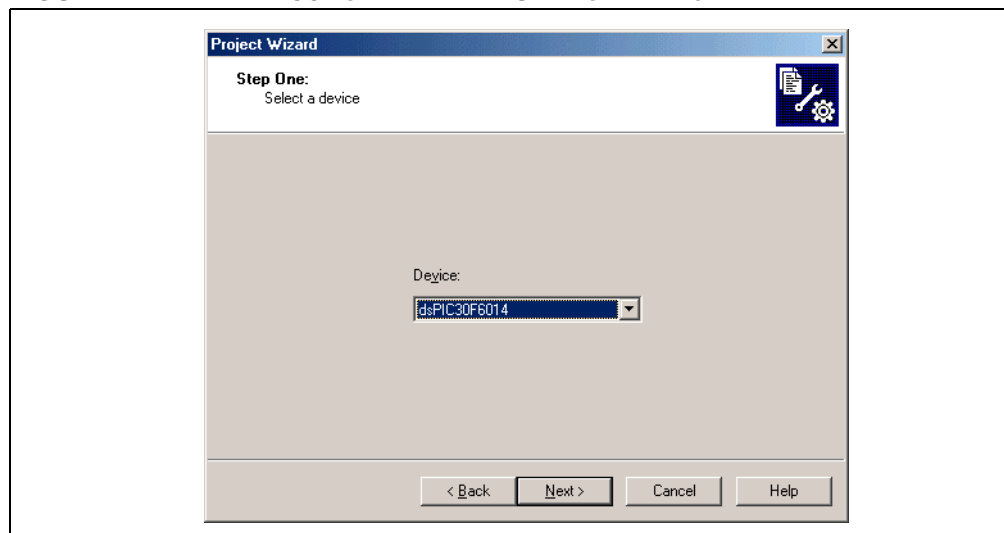 Project Wizard
Step One:
Select a device
Device:
dsPIC30F6014
< Back Next > Cancel Help